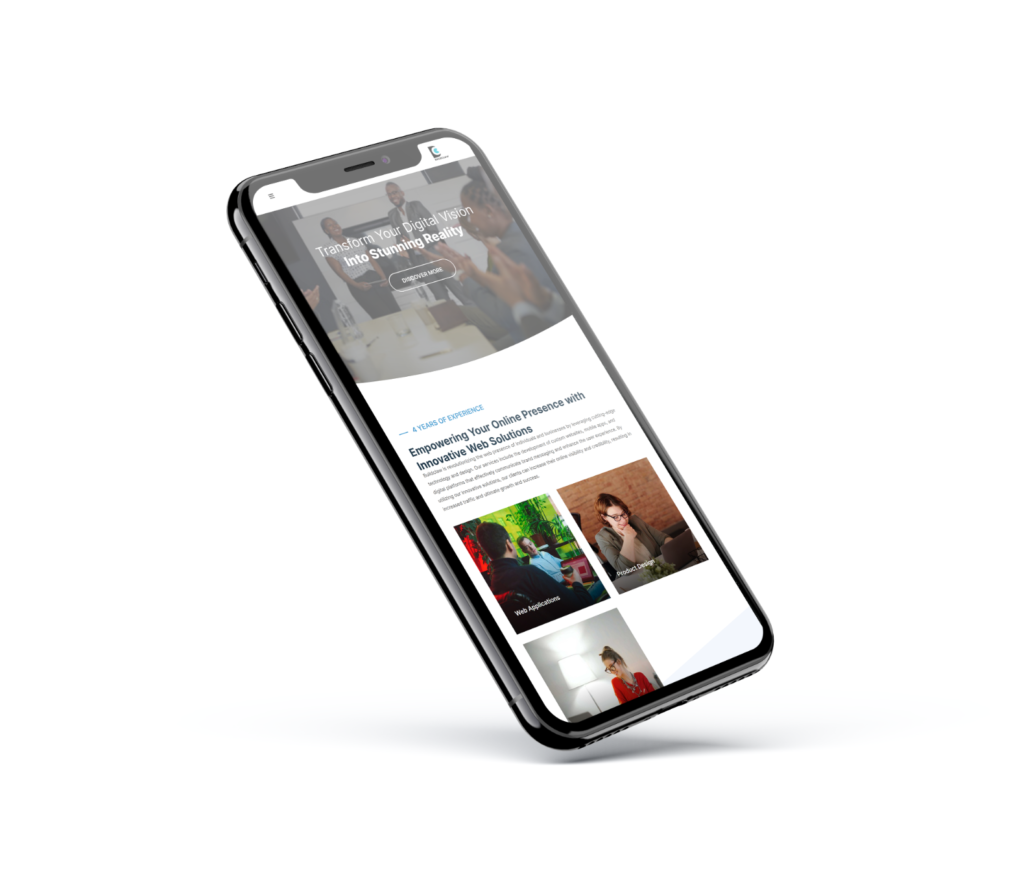 Transform Your Digital Vision
Into Stunning Reality
DISCOVER MORE
4 YEARS OF EXPERIENCE
Empowering Your Online Presence with
Innovative Web Solutions
is revolutionising the web presence of individuals and businesses by leveraging cutting-edge
technology and design. Our services include the development of custom websites, mobile apps, and
digital platforms that effectively communicate brand messaging and enhance the user experience. By
utilizing our innovative solutions, our clients can increase their online visibility and credibility, resulting in
increased traffic and ultimate growth and success.
Product Design
Web Applications